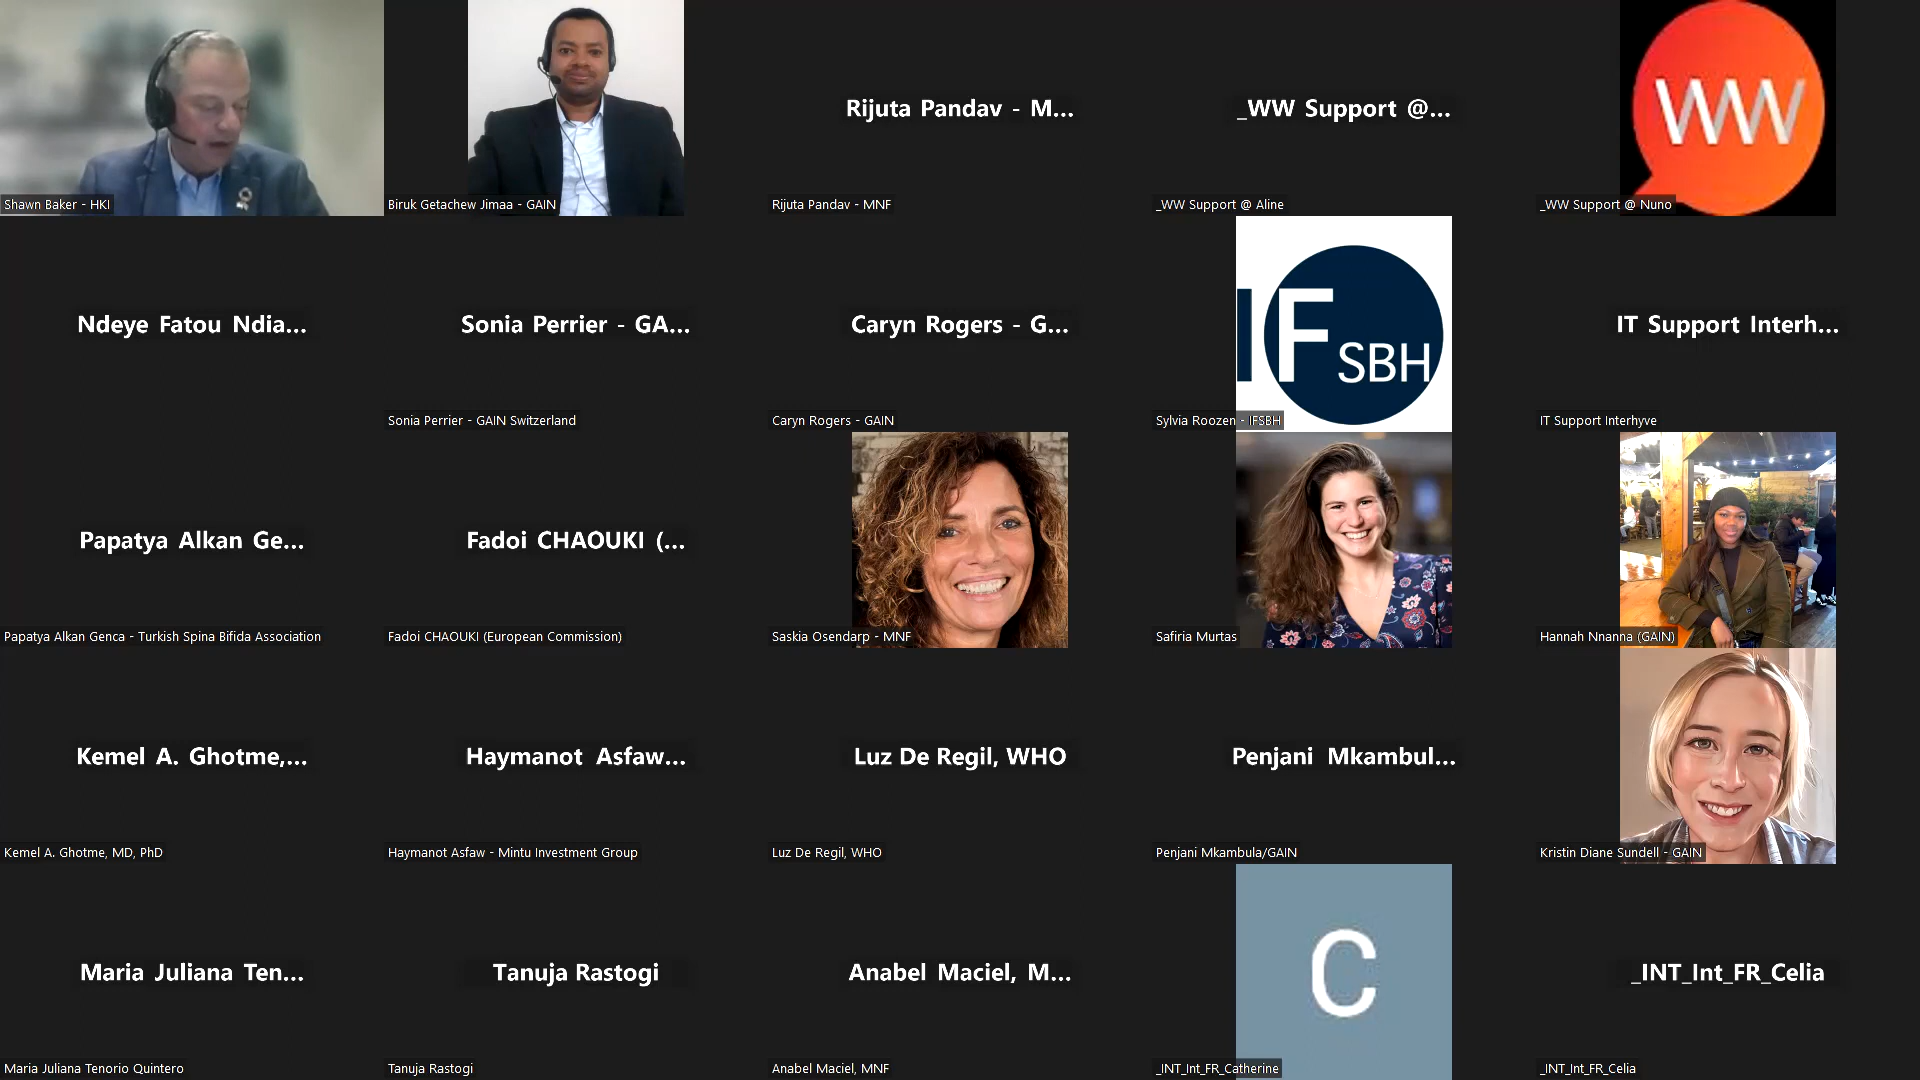 Shawn Baker - HKI
Biruk Getachew Jimaa - GAIN
Rijuta Pandav - M...
Rijuta Pandav - MNF
_WW Support @...
_WW Support @ Aline
WW
_WW Support @ Nuno
Ndeye Fatou Ndia...
Sonia Perrier - GA...
Sonia Perrier - GAIN Switzerland
Caryn Rogers - G...
Caryn Rogers - GAIN
IF SBH
Sylvia Roozen - IFSBH
IT Support Interh...
IT Support Interhyve
Papatya Alkan Ge...
Papatya Alkan Genca - Turkish Spina Bifida Association
Fadoi CHAOUKI (...
Fadoi CHAOUKI (European Commission)
Saskia Osendarp - MNF
Safiria Murtas
Hannah Nnanna (GAIN)
Kemel A. Ghotme,...
Kemel A. Ghotme, MD, PhD
Haymanot Asfaw...
Haymanot Asfaw - Mintu Investment Group
Luz De Regil, WHO
Luz De Regil, WHO
Penjani Mkambul...
Penjani Mkambula/GAIN
Kristin Diane Sundell - GAIN
Maria Juliana Ten...
Maria Juliana Tenorio Quintero
Tanuja Rastogi
Tanuja Rastogi
Anabel Maciel, M...
Anabel Maciel, MNF
C
_INT_Int_FR_Catherine
_INT_Int_FR_Celia
_INT_Int_FR_Celia